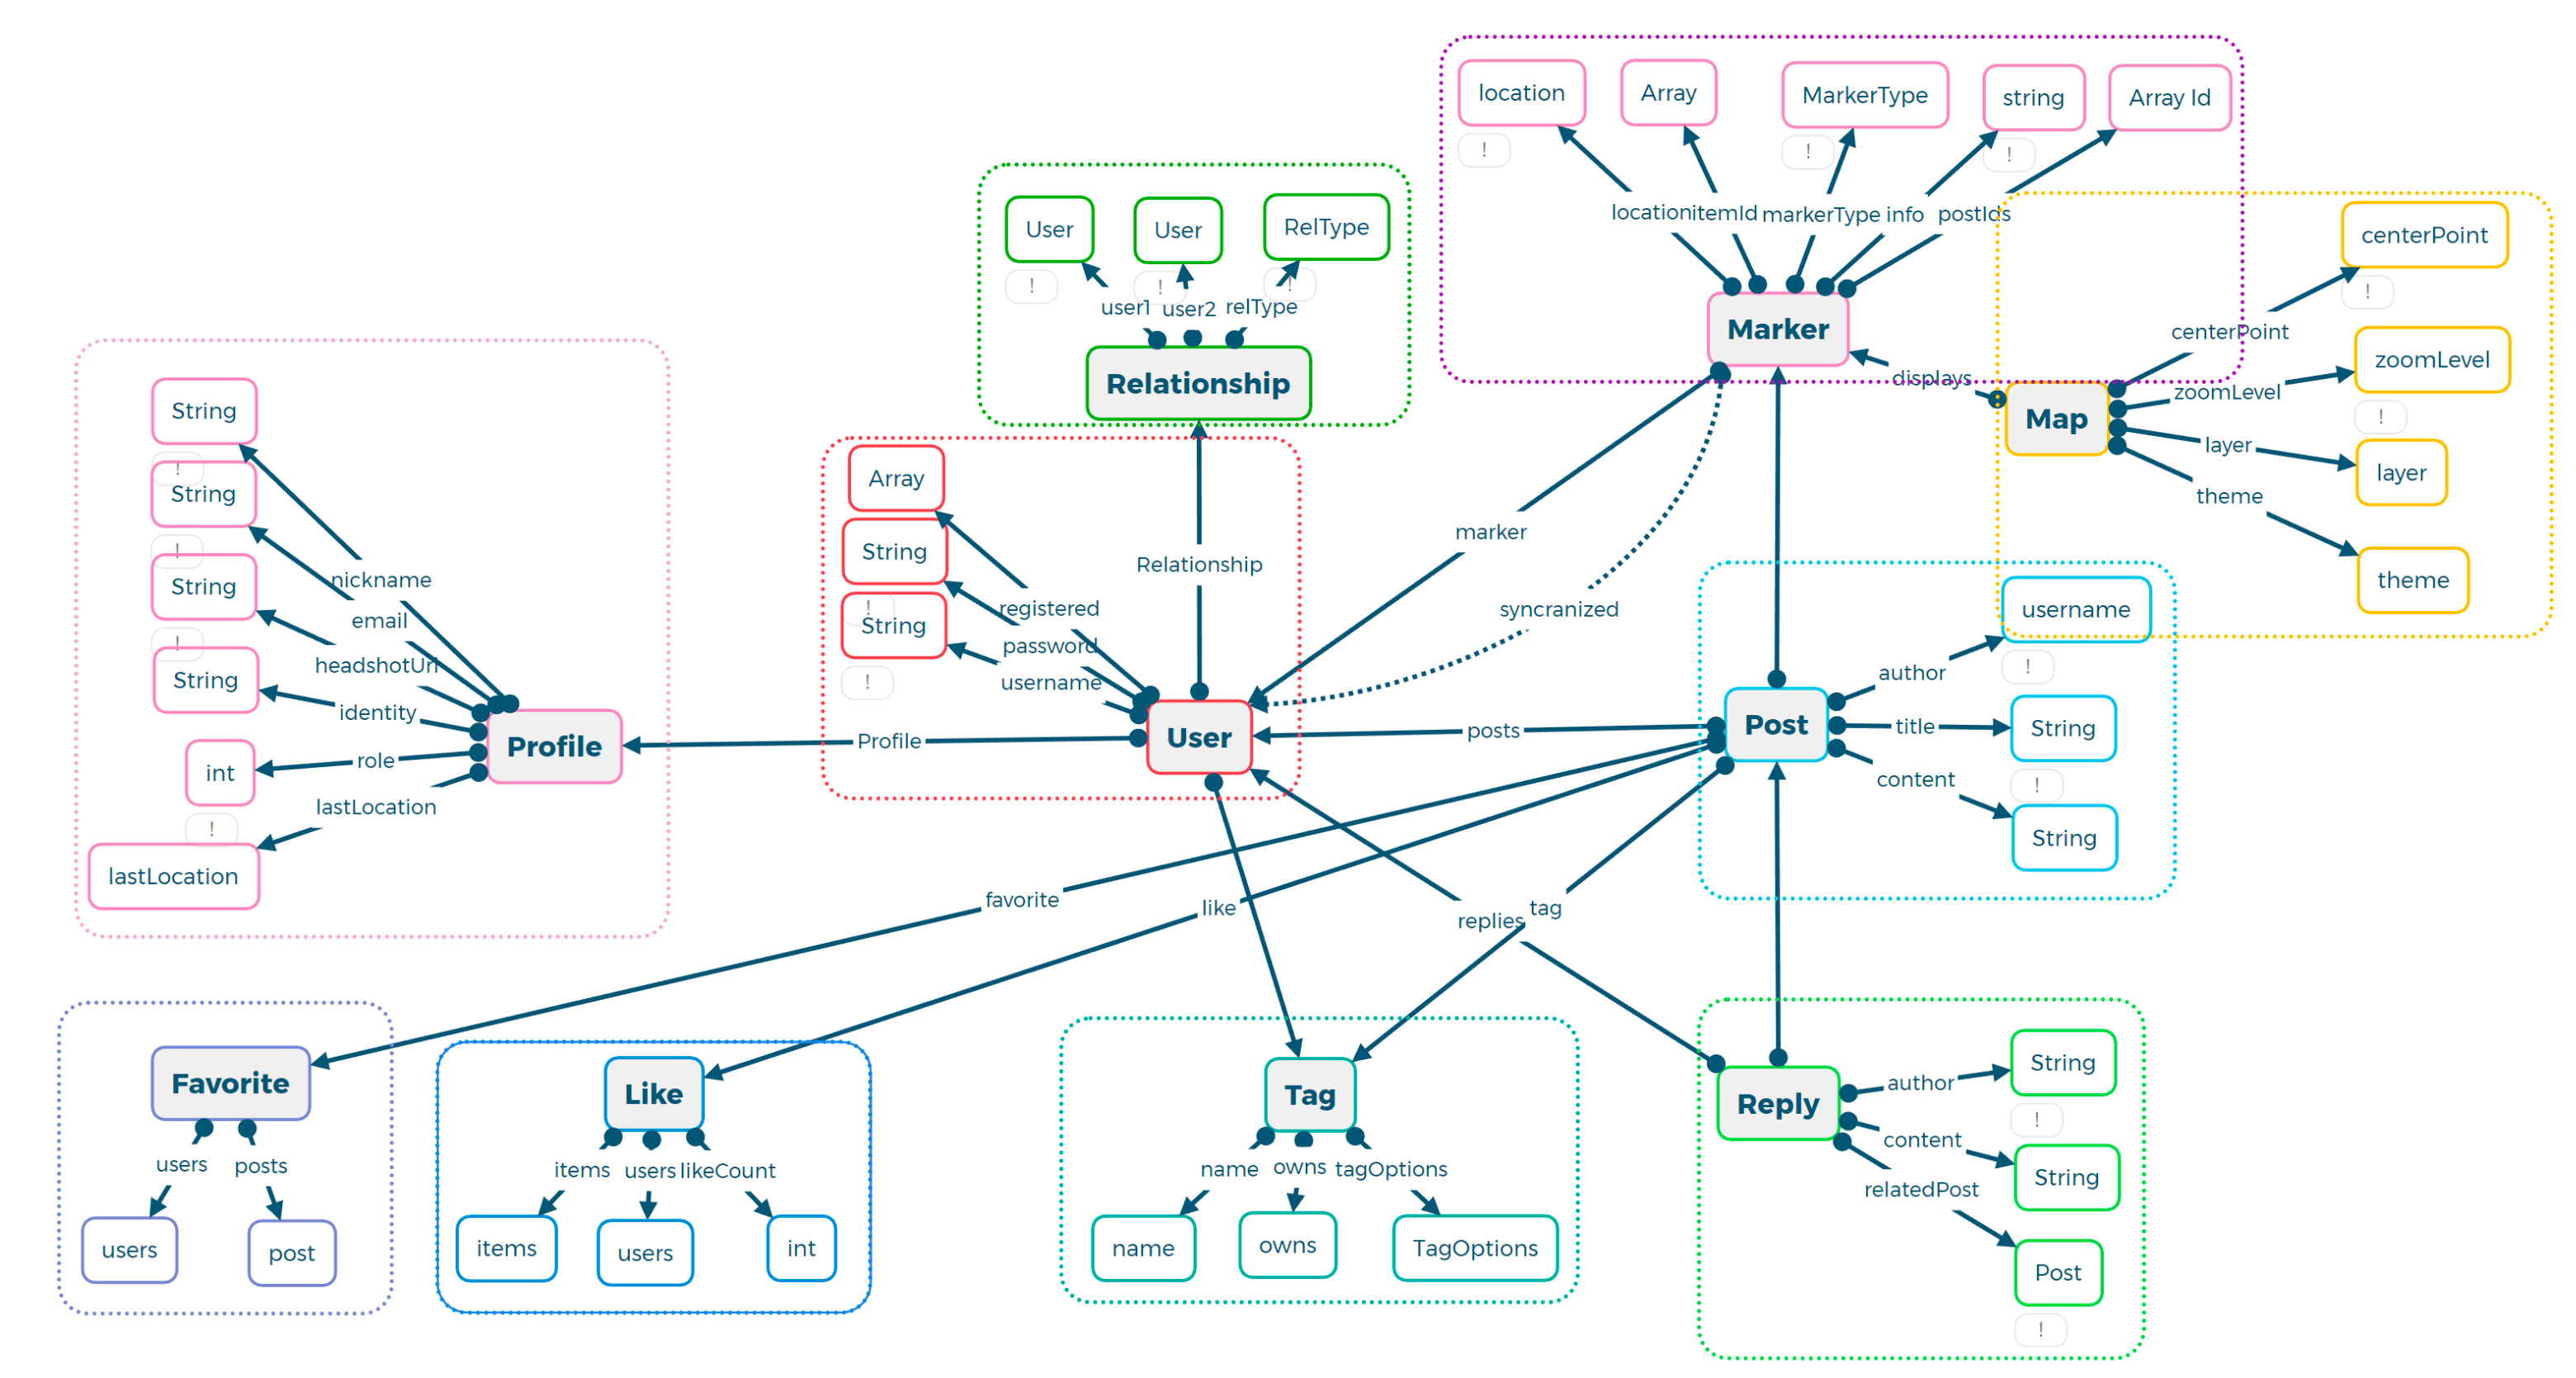 location
Array
MarkerType
string
Array Id
!
!
!
location
itemId
markerType
info
postIds
Marker
User
User
RelType
!
!
!
user1
user2
relType
Relationship
centerPoint
!
centerPoint
zoomLevel
zoomLevel
!
displays
Map
layer
layer
theme
theme
String
!
String
!
String
!
String
int
!
lastLocation
nickname
email
headshotUrl
identity
role
lastLocation
Profile
Array
String
!
String
!
registered
password
username
Relationship
User
Profile
marker
syncranized
posts
Post
author
title
content
username
!
String
!
String
favorite
like
replies
tag
Favorite
users
posts
users
post
Like
items
users
likeCount
items
users
int
Tag
name
owns
tagOptions
name
owns
TagOptions
Reply
author
content
relatedPost
String
!
String
Post
!